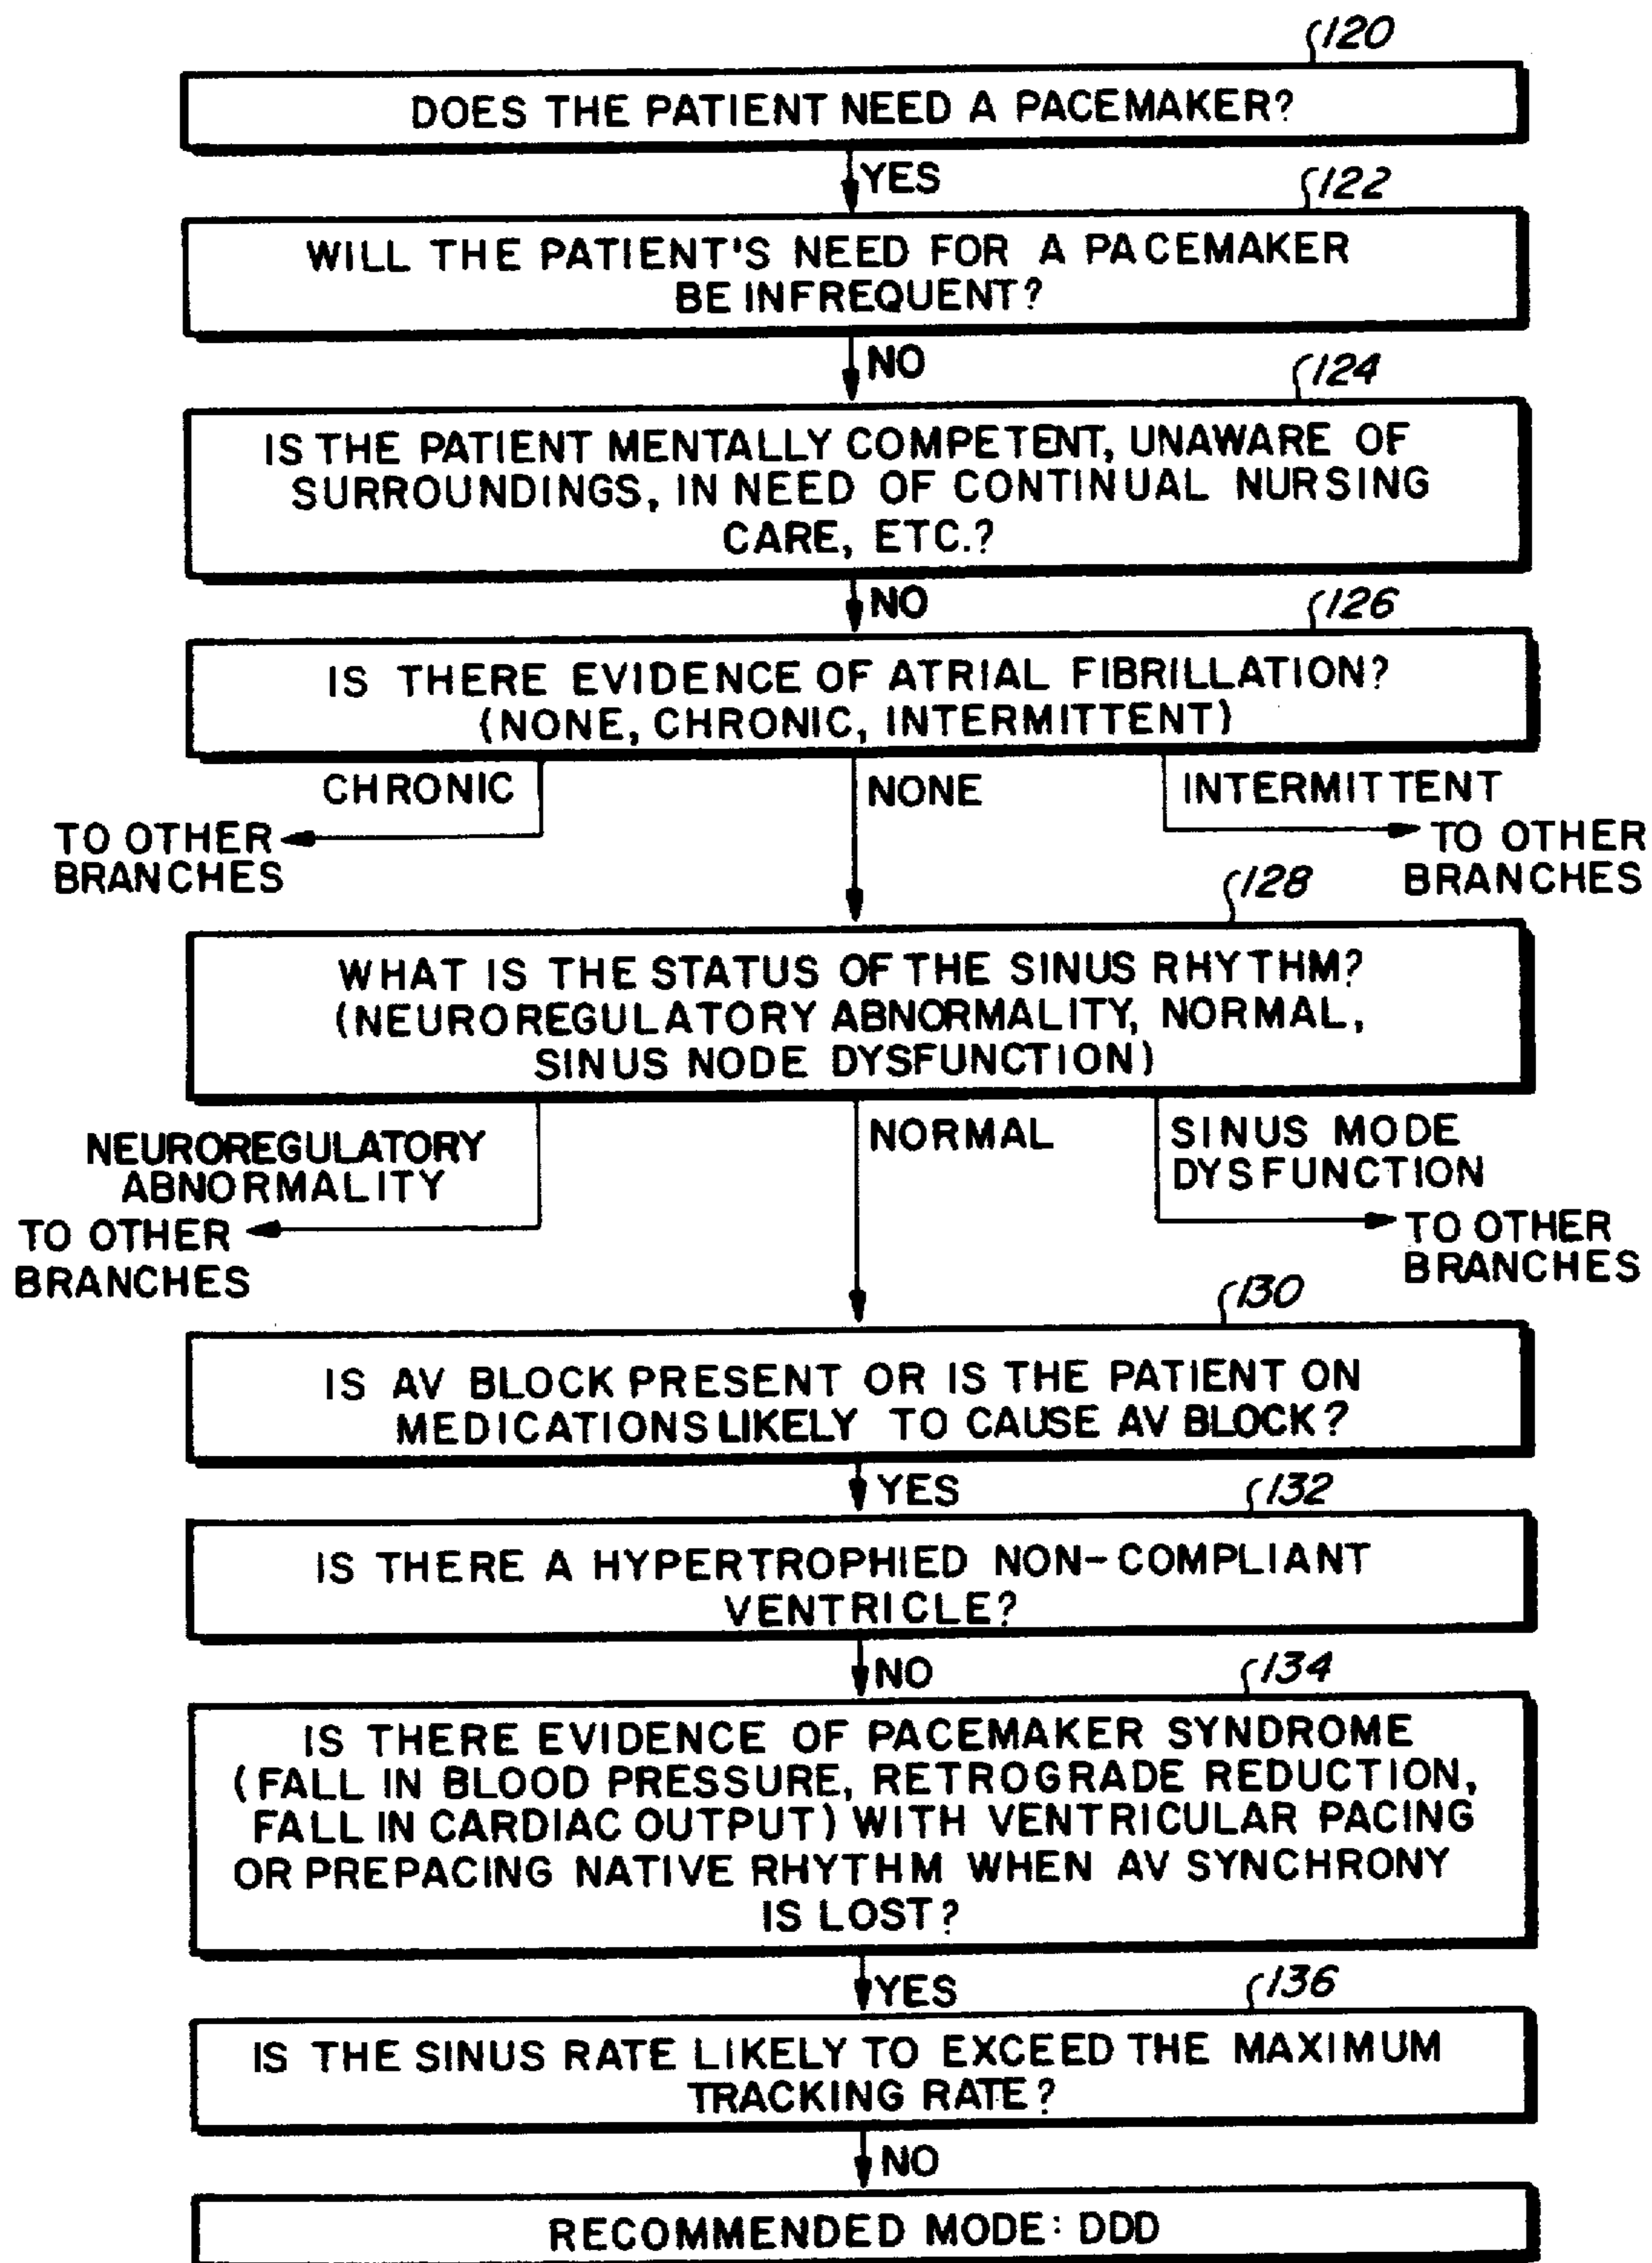 120
DOES THE PATIENT NEED A PACEMAKER?
YES
122
WILL THE PATIENT'S NEED FOR A PACEMAKER
BE INFREQUENT?
NO
124
IS THE PATIENT MENTALLY COMPETENT, UNAWARE OF
SURROUNDINGS, IN NEED OF CONTINUAL NURSING
CARE, ETC.?
NO
126
IS THERE EVIDENCE OF ATRIAL FIBRILLATION?
(NONE, CHRONIC, INTERMITTENT)
CHRONIC
TO OTHER
BRANCHES
NONE
INTERMITTENT
TO OTHER
BRANCHES
128
WHAT IS THE STATUS OF THE SINUS RHYTHM?
(NEUROREGULATORY ABNORMALITY, NORMAL,
SINUS NODE DYSFUNCTION)
NEUROREGULATORY
ABNORMALITY
TO OTHER
BRANCHES
NORMAL
SINUS MODE
DYSFUNCTION
TO OTHER
BRANCHES
130
IS AV BLOCK PRESENT OR IS THE PATIENT ON
MEDICATIONS LIKELY TO CAUSE AV BLOCK?
YES
132
IS THERE A HYPERTROPHIED NON-COMPLIANT
VENTRICLE?
NO
134
IS THERE EVIDENCE OF PACEMAKER SYNDROME
(FALL IN BLOOD PRESSURE, RETROGRADE REDUCTION,
FALL IN CARDIAC OUTPUT) WITH VENTRICULAR PACING
OR PREPACING NATIVE RHYTHM WHEN AV SYNCHRONY
IS LOST?
YES
136
IS THE SINUS RATE LIKELY TO EXCEED THE MAXIMUM
TRACKING RATE?
NO
RECOMMENDED MODE: DDD